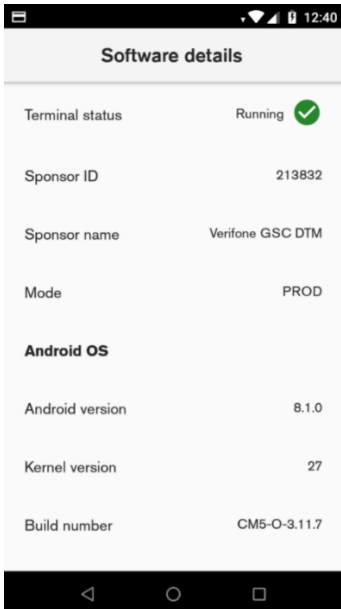 12:40
Software details
Terminal status Running
Sponsor ID 213832
Sponsor name Verifone GSC DTM
Mode PROD
Android OS
Android version 8.1.0
Kernel version 27
Build number CM5-O-3.11.7